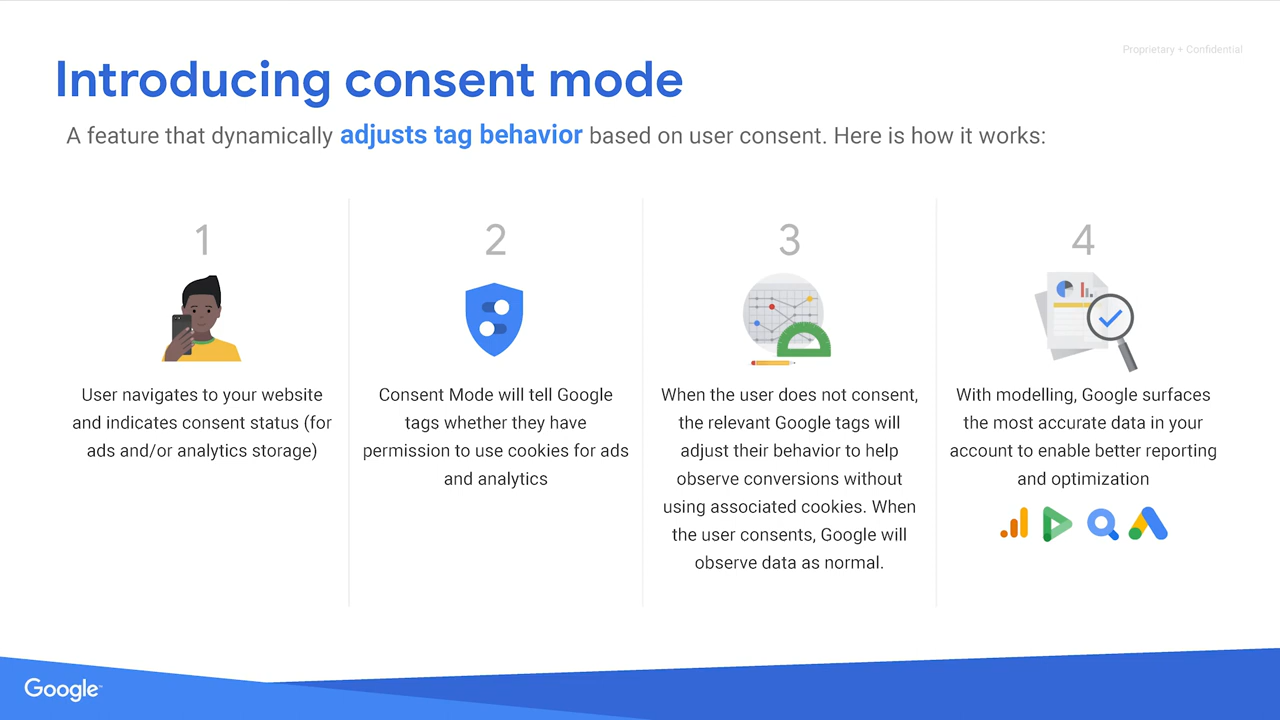 Proprietary + Confidential
Introducing consent mode
A feature that dynamically adjusts tag behavior based on user consent. Here is how it works:
1
User navigates to your website
and indicates consent status (for
ads and/or analytics storage)
2
Consent Mode will tell Google
tags whether they have
permission to use cookies for ads
and analytics
3
When the user does not consent,
the relevant Google tags will
adjust their behavior to help
observe conversions without
using associated cookies. When
the user consents, Google will
observe data as normal.
4
With modelling, Google surfaces
the most accurate data in your
account to enable better reporting
and optimization
Google™